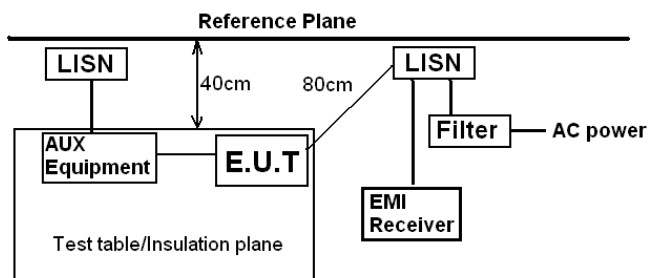 Reference Plane
LISN
40cm
80cm
LISN
Filter
AC power
AUX
Equipment
E.U.T
EMI
Receiver
Test table/Insulation plane